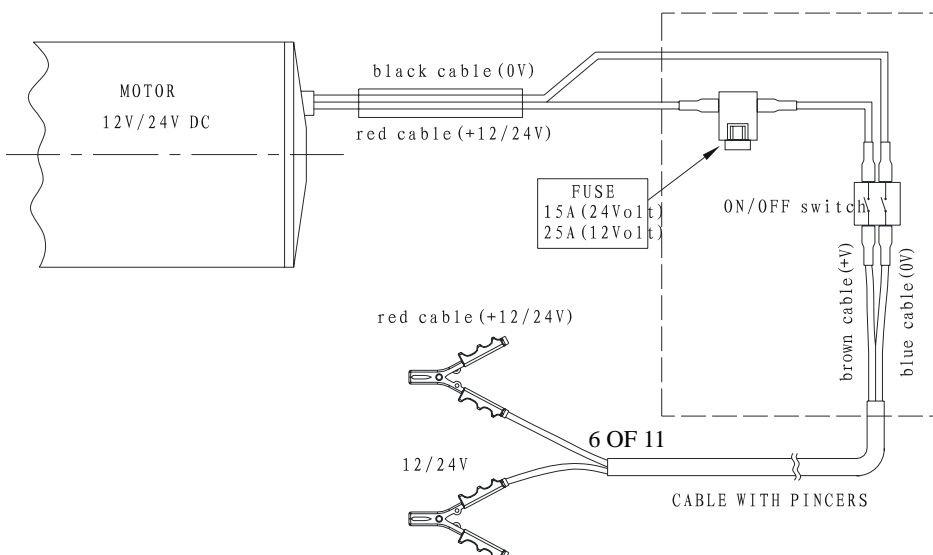 black cable(0V)
MOTOR
12V/24V DC
red cable(+12/24V)
FUSE
15A(24Volt)
25A(12Volt)
ON/OFF switch
brown cable(+V)
blue cable(0V)
red cable(+12/24V)
6 OF 11
12/24V
CABLE WITH PINCERS